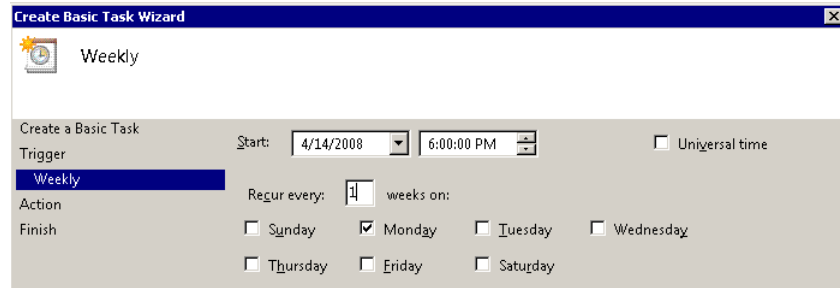 Create Basic Task Wizard
Weekly
Create a Basic Task
Trigger
Weekly
Action
Finish
Start: 4/14/2008 6:00:00 PM Universal time
Recur every: 1 weeks on:
Sunday Monday Tuesday Wednesday
Thursday Friday Saturday